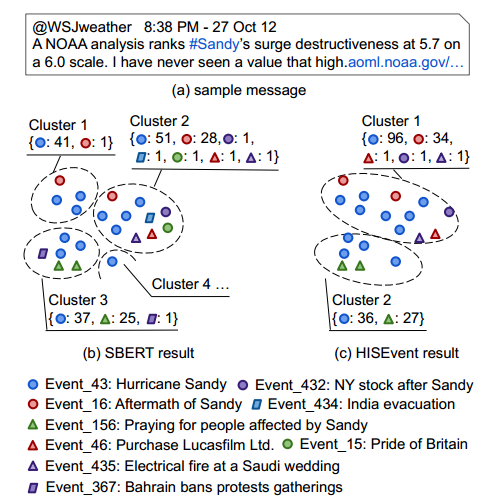 @WSJweather 8:38 PM - 27 Oct 12
A NOAA analysis ranks #Sandy's surge destructiveness at 5.7 on
a 6.0 scale. I have never seen a value that high.aoml.noaa.gov/…
(a) sample message
Cluster 1
{: 41, : 1}
Cluster 2
{: 51, : 28, : 1,
: 1, : 1, : 1, : 1}
Cluster 1
{: 96, : 34,
: 1, : 1, : 1}
Cluster 4 …
Cluster 3
{: 37, : 25, : 1}
Cluster 2
{: 36, : 27}
(b) SBERT result
(c) HISEvent result
Event_43: Hurricane Sandy Event_432: NY stock after Sandy
Event_16: Aftermath of Sandy Event_434: India evacuation
Event_156: Praying for people affected by Sandy
Event_46: Purchase Lucasfilm Ltd. Event_15: Pride of Britain
Event_435: Electrical fire at a Saudi wedding
Event_367: Bahrain bans protests gatherings